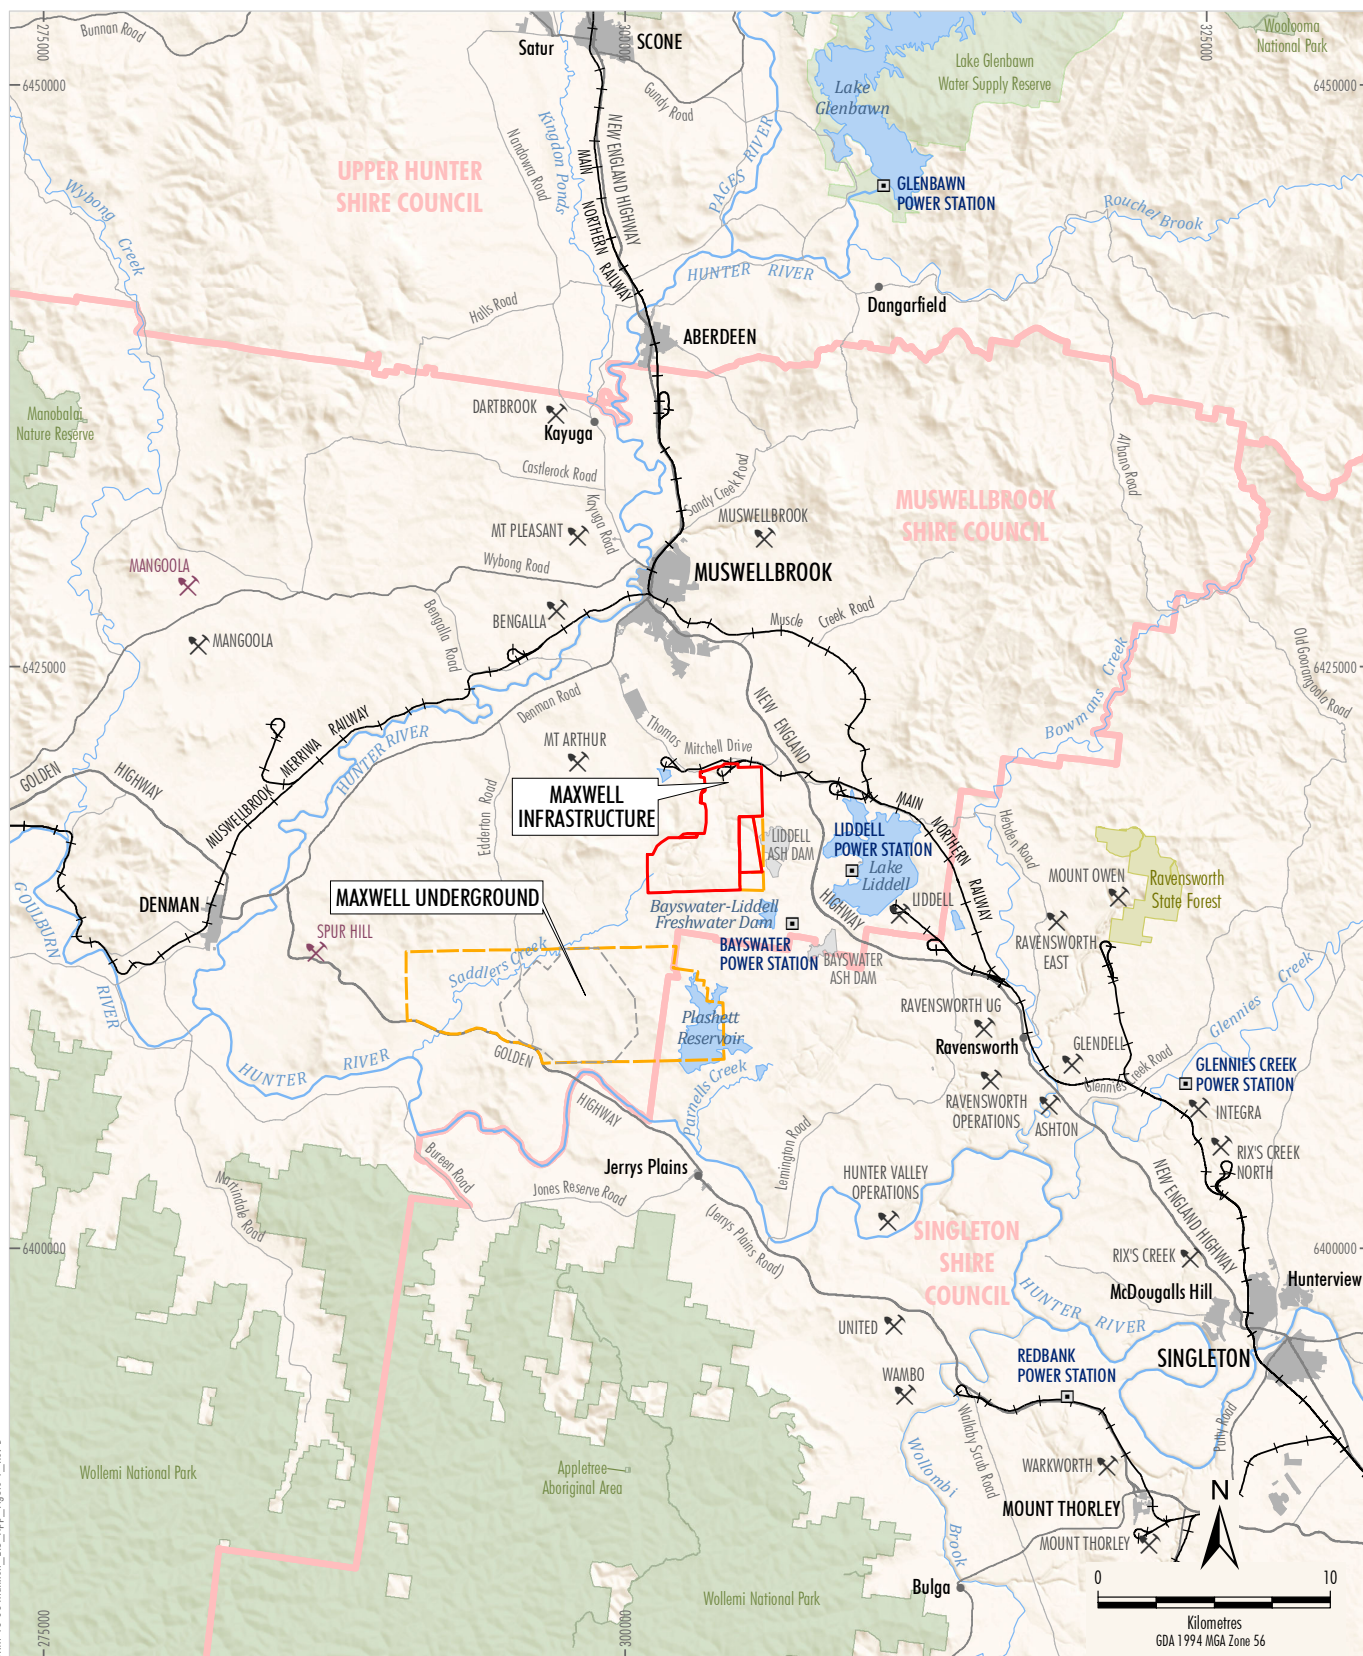 275000
300000
325000
Bunnan Road
Satur
SCONE
Woolooma
National Park
Lake Glenbawn
Water Supply Reserve
6450000
6450000
Lake
Glenbawn
Gundy Road
Kingdon Ponds
Nandowra Road
NEW ENGLAND HIGHWAY
MAIN
NORTHERN
RAILWAY
PAGES RIVER
UPPER HUNTER
SHIRE COUNCIL
Wybong
Creek
GLENBAWN
POWER STATION
Rouchel Brook
HUNTER RIVER
Dangarfield
Halls Road
ABERDEEN
Manobalai
Nature Reserve
DARTBROOK
Kayuga
Castlerock Road
Kayuga Road
Sandy Creek Road
Albano Road
MUSWELLBROOK
SHIRE COUNCIL
MT PLEASANT
MUSWELLBROOK
Wybong Road
MANGOOLA
MUSWELLBROOK
Bengalla Road
BENGALLA
Muscle
Creek Road
MANGOOLA
Old Goorangoola Road
6425000
6425000
Bowmans Creek
Denman Road
NEW ENGLAND
HIGHWAY
Thomas
Mitchell Drive
MT ARTHUR
GOLDEN
HIGHWAY
MUSWELLBROOK
MERRIWA RAILWAY
HUNTER RIVER
Edderton Road
MAXWELL
INFRASTRUCTURE
MAIN
NORTHERN
RAILWAY
Hebden Road
LIDDELL
ASH DAM
LIDDELL
POWER STATION
Lake
Liddell
MOUNT OWEN
Ravensworth
State Forest
MAXWELL UNDERGROUND
GOULBURN
RIVER
DENMAN
LIDDELL
Bayswater-Liddell
Freshwater Dam
SPUR HILL
BAYSWATER
POWER STATION
BAYSWATER
ASH DAM
RAVENSWORTH
EAST
Saddlers Creek
Glennies Creek
RAVENSWORTH UG
Plashett
Reservoir
Ravensworth
GLENDELL
Glennies Creek Road
GLENNIES CREEK
POWER STATION
GOLDEN
HIGHWAY
HUNTER RIVER
Parnells Creek
RAVENSWORTH
OPERATIONS
ASHTON
INTEGRA
RIX'S CREEK
NORTH
Bureen Road
Martindale Road
Jones Reserve Road
Jerrys Plains
Lemington Road
HUNTER VALLEY
OPERATIONS
NEW ENGLAND HIGHWAY
(Jerrys Plains Road)
SINGLETON
SHIRE
COUNCIL
6400000
6400000
RIX'S CREEK
Hunterview
McDougalls Hill
HUNTER RIVER
UNITED
SINGLETON
REDBANK
POWER STATION
WAMBO
Wallaby Scrub Road
Putty Road
Wollombi
Brook
Wollemi National Park
Appletree
Aboriginal Area
WARKWORTH
MOUNT THORLEY
MOUNT THORLEY
N
Bulga
Wollemi National Park
0
10
Kilometres
GDA 1994 MGA Zone 56
275000
300000